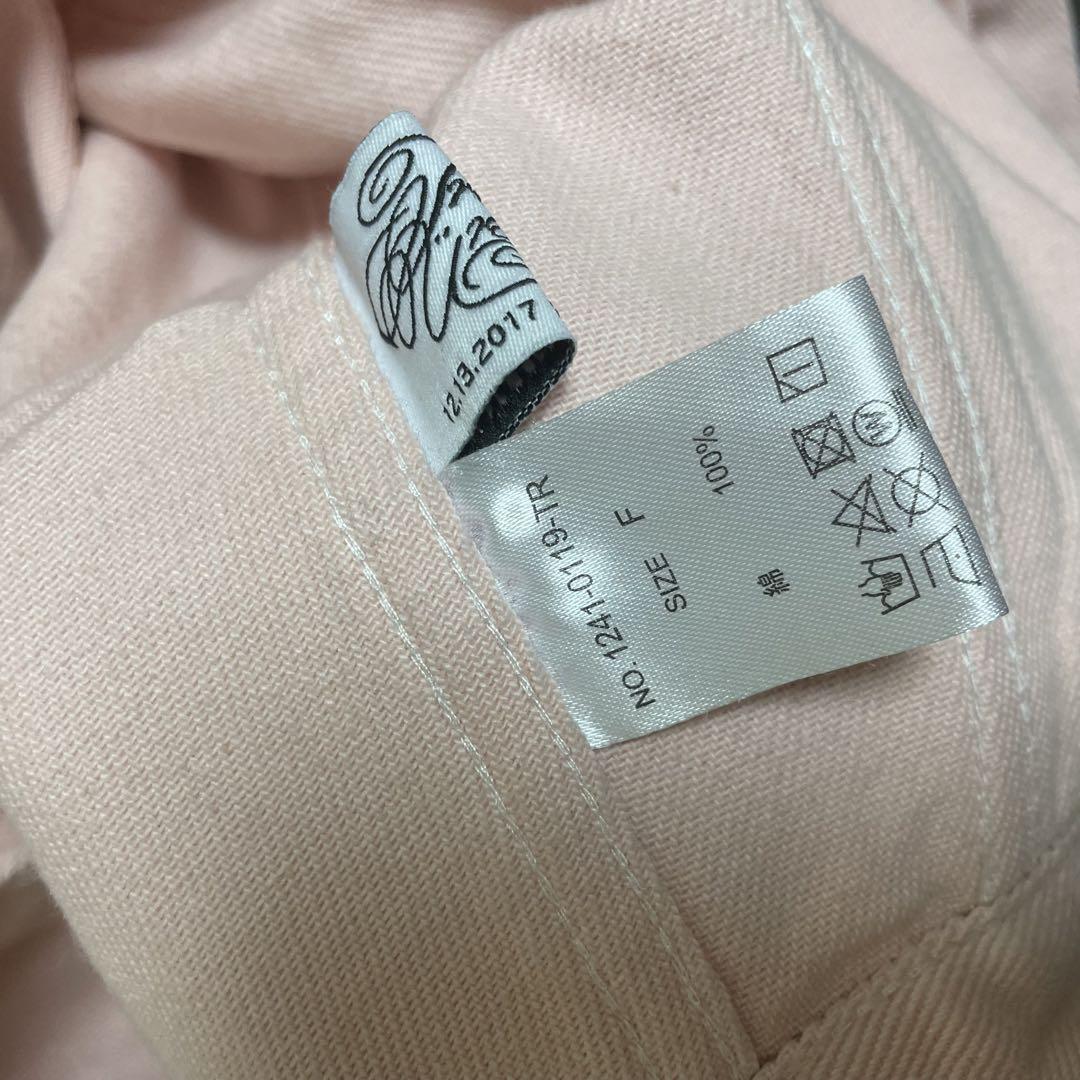 12.13.2017
NO.1241-0119-TR
SIZE F
綿 100%
W